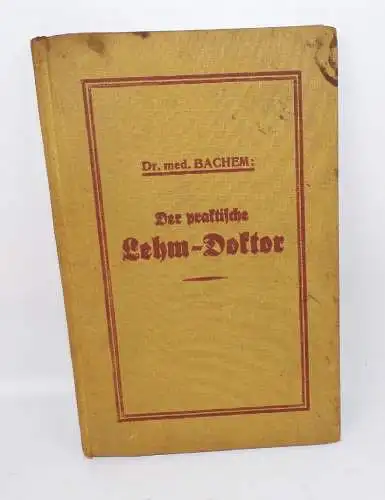 Dr. med. BACHEM:
Der praktische
Lehm-Doktor